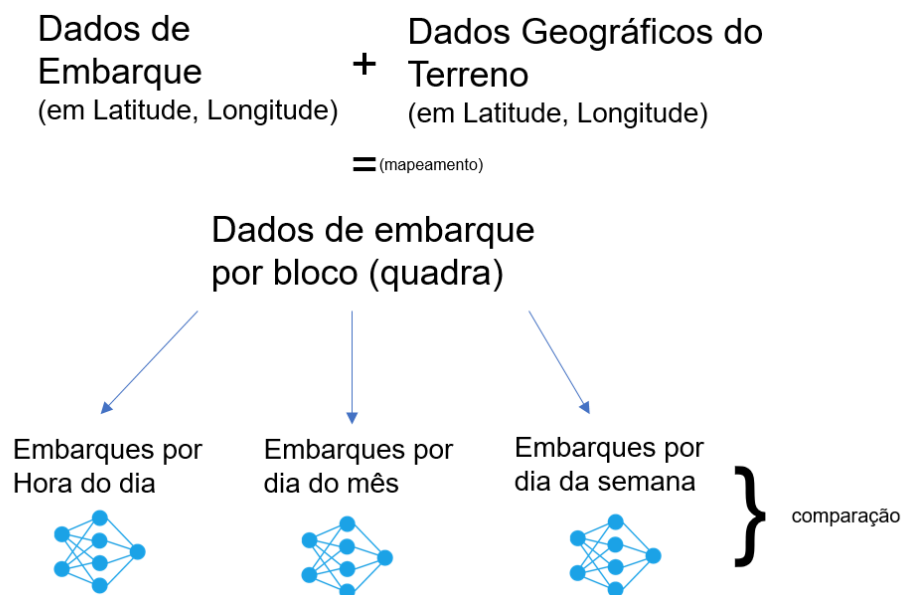 Dados de
Embarque
(em Latitude, Longitude)
+
Dados Geográficos do
Terreno
(em Latitude, Longitude)
= (mapeamento)
Dados de embarque
por bloco (quadra)
Embarques por
Hora do dia
Embarques por
dia do mês
Embarques por
dia da semana
}
comparação